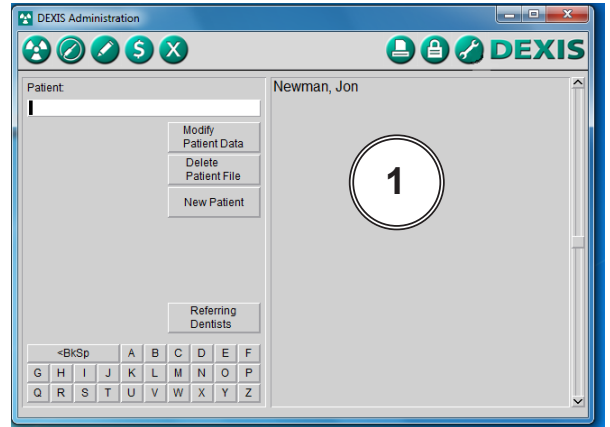 DEXIS Administration
$ X DEXIS
Patient:
Newman, Jon
Modify
Patient Data
Delete
Patient File
New Patient
1
Referring
Dentists
<BkSp A B C D E F
G H I J K L M N O P
Q R S T U V W X Y Z